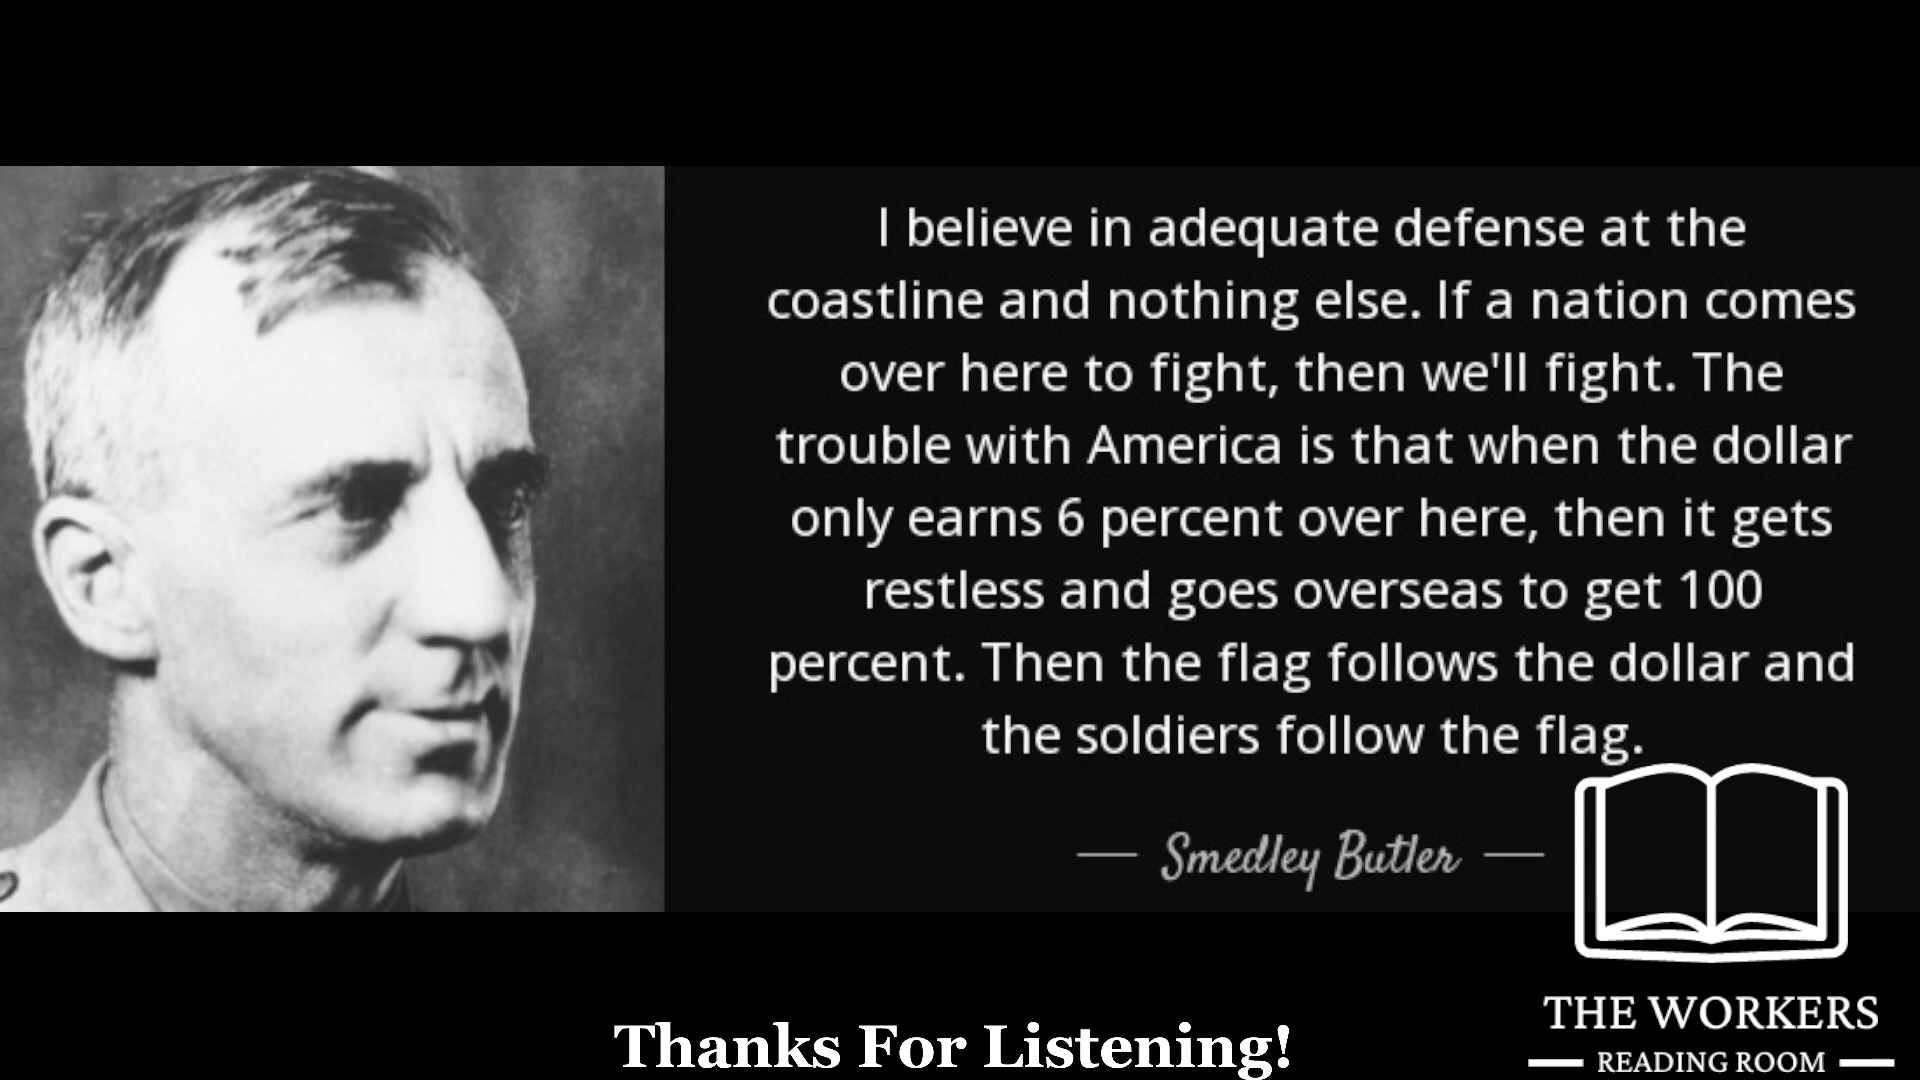 I believe in adequate defense at the
coastline and nothing else. If a nation comes
over here to fight, then we'll fight. The
trouble with America is that when the dollar
only earns 6 percent over here, then it gets
restless and goes overseas to get 100
percent. Then the flag follows the dollar and
the soldiers follow the flag.
— Smedley Butler —
THE WORKERS
READING ROOM
Thanks For Listening!